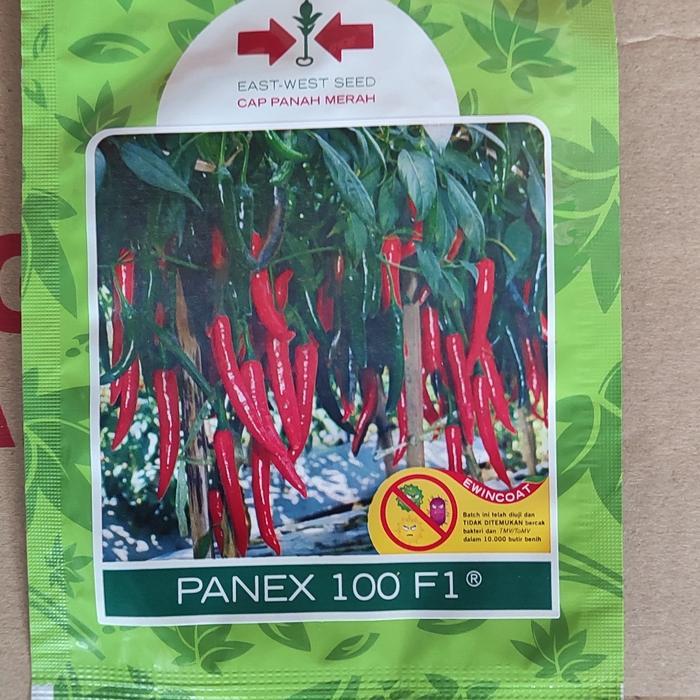 EAST-WEST SEED
CAP PANAH MERAH
EWINCOAT
Batch ini telah diuji dan
TIDAK DITEMUKAN bercak
bakteri dan TMV/ToMV
dalam 10.000 butir benih
PANEX 100 F1®